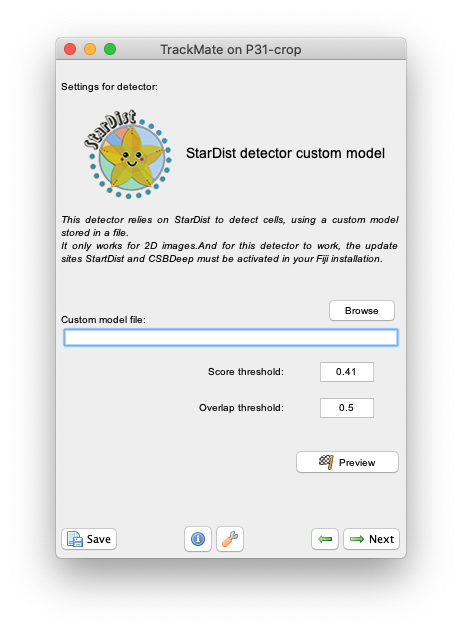 TrackMate on P31-crop
Settings for detector:
StarDist
StarDist detector custom model
This detector relies on StarDist to detect cells, using a custom model
stored in a file.
It only works for 2D images.And for this detector to work, the update
sites StartDist and CSBDeep must be activated in your Fiji installation.
Browse
Custom model file:
Score threshold: 0.41
Overlap threshold: 0.5
Preview
Save
Next